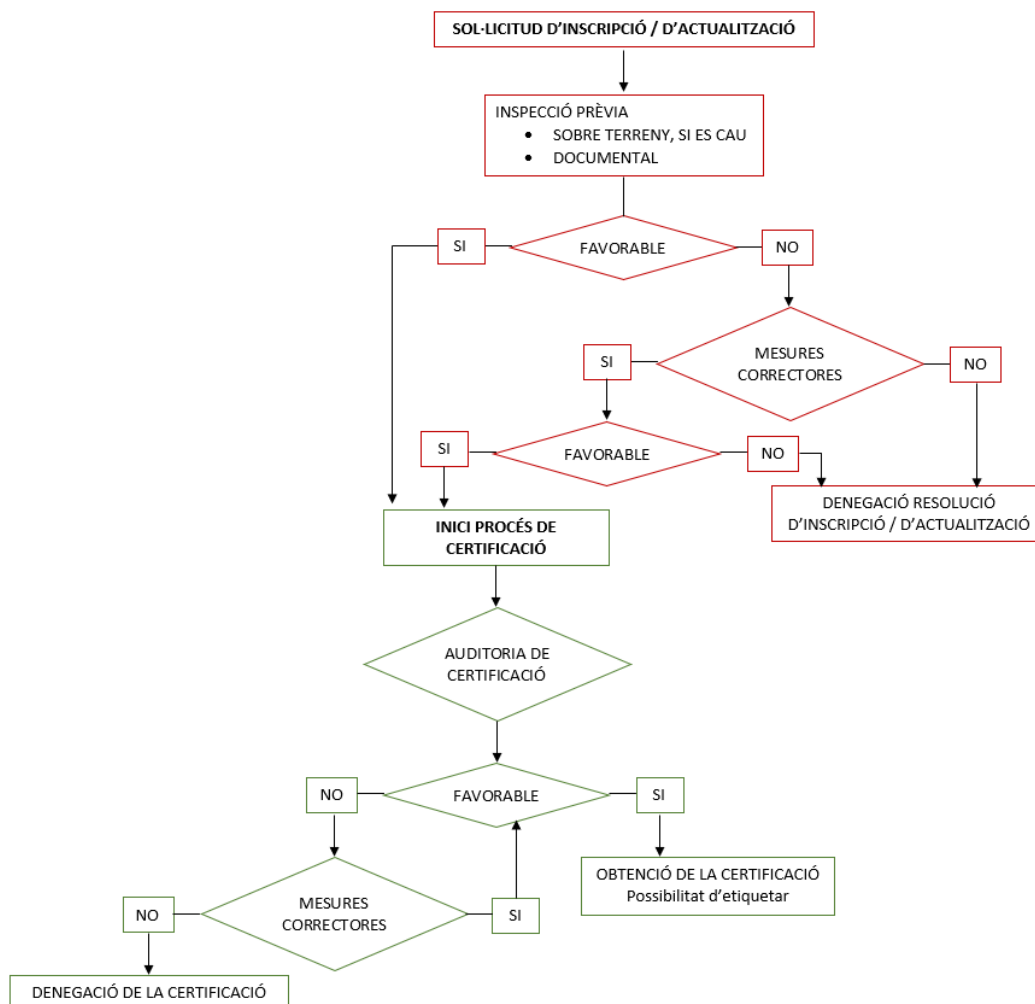 SOL·LICITUD D'INSCRIPCIÓ / D'ACTUALITZACIÓ
INSPECCIÓ PRÈVIA
• SOBRE TERRENY, SI ES CAU
• DOCUMENTAL
SI
FAVORABLE
NO
MESURES
CORRECTORES
SI
NO
SI
FAVORABLE
NO
DENEGACIÓ RESOLUCIÓ
D'INSCRIPCIÓ / D'ACTUALITZACIÓ
INICI PROCÉS DE
CERTIFICACIÓ
AUDITORIA DE
CERTIFICACIÓ
NO
FAVORABLE
SI
OBTENCIÓ DE LA CERTIFICACIÓ
Possibilitat d'etiquetar
MESURES
CORRECTORES
NO
SI
DENEGACIÓ DE LA CERTIFICACIÓ